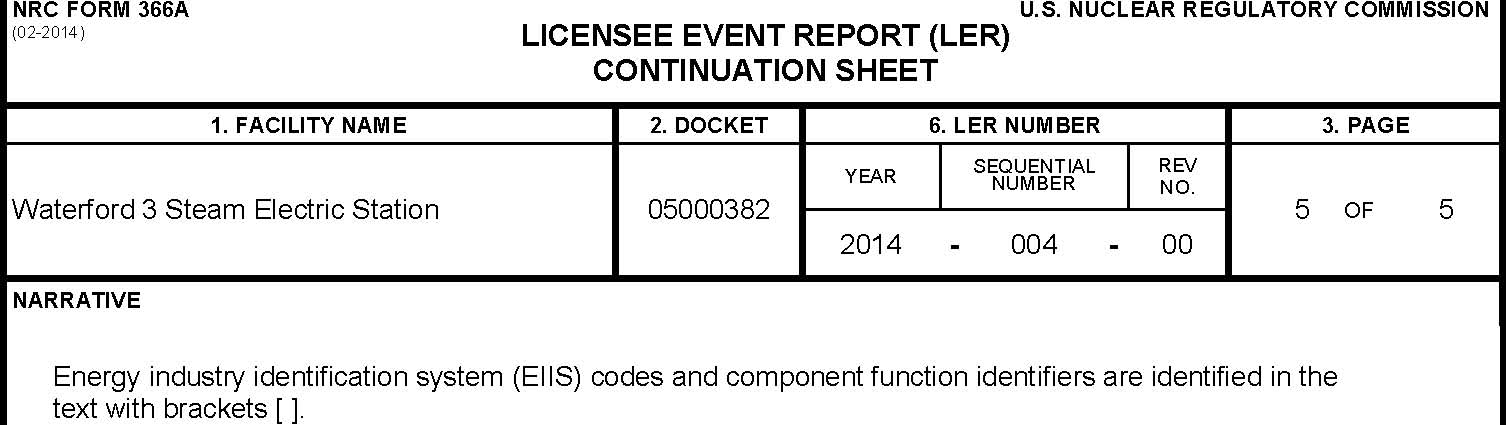 NRC FORM 366A
U.S. NUCLEAR REGULATORY COMMISSION
(02-2014)
LICENSEE EVENT REPORT (LER)
CONTINUATION SHEET
1. FACILITY NAME
2. DOCKET
6. LER NUMBER
3. PAGE
Waterford 3 Steam Electric Station
05000382
YEAR
SEQUENTIAL
NUMBER
REV
NO.
2014 - 004 - 00
5 OF 5
NARRATIVE
Energy industry identification system (EIIS) codes and component function identifiers are identified in the
text with brackets [ ].